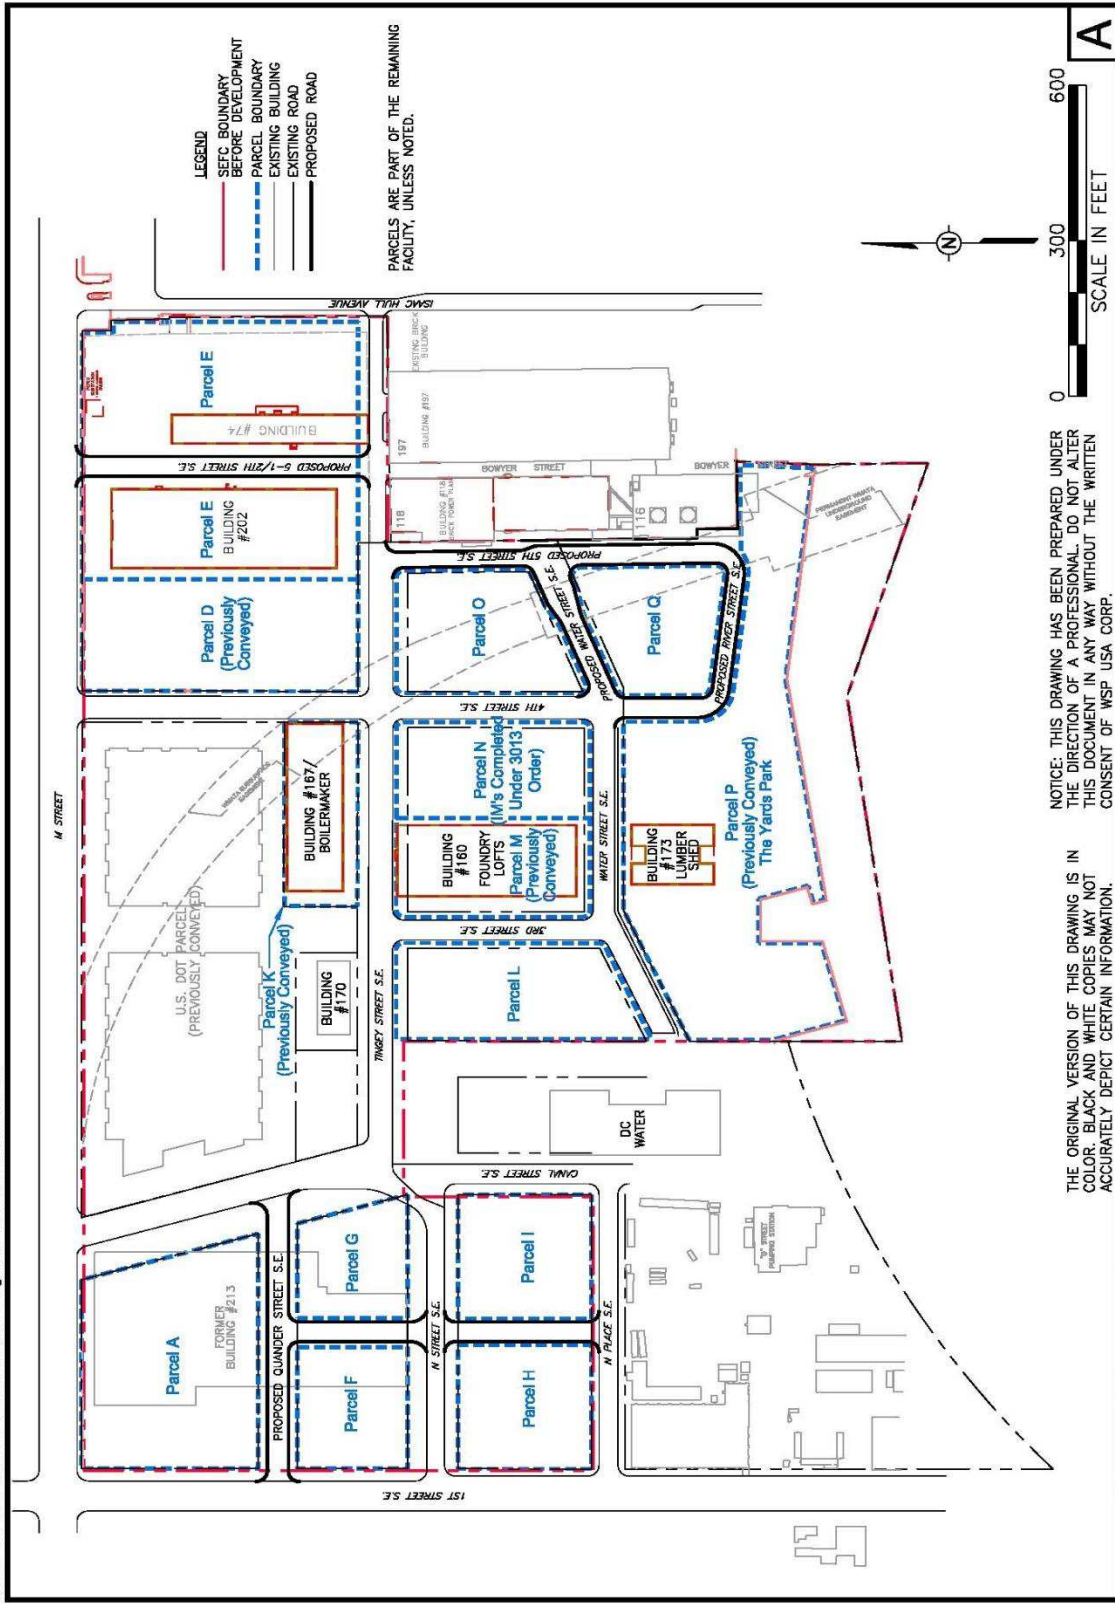 M STREET
U.S. DOT PARCEL
(PREVIOUSLY CONVEYED)
Parcel A
FORMER
BUILDING #213
PROPOSED QUANDER STREET S.E.
Parcel F
Parcel G
N STREET S.E.
Parcel H
Parcel I
N PLACE S.E.
1ST STREET S.E.
CANAL STREET S.E.
DC
WATER
"O" STREET
PUMPING STATION
Parcel K
(Previously Conveyed)
BUILDING
#170
BUILDING #167/
BOILERMAKER
TINGEY STREET S.E.
Parcel L
3RD STREET S.E.
BUILDING
#160
FOUNDRY
LOFTS
Parcel M
(Previously
Conveyed)
Parcel N
(IM's Completed
Under 3013
Order)
WATER STREET S.E.
4TH STREET S.E.
BUILDING
#173
LUMBER
SHED
Parcel P
(Previously Conveyed)
The Yards Park
Parcel D
(Previously
Conveyed)
Parcel E
BUILDING
#202
PROPOSED 5-1/2TH STREET S.E.
BUILDING #74
Parcel E
Parcel O
PROPOSED WATER STREET S.E.
Parcel Q
PROPOSED 5TH STREET S.E.
PROPOSED RIVER STREET S.E.
118
BUILDING #118
BRICK POWER PLANT
116
197
BUILDING #197
EXISTING BRICK
BUILDING
BOWYER STREET
BOWYER
PERMANENT WMATA
UNDERGROUND
EASEMENT
ISAAC HULL AVENUE
LEGEND
SEFC BOUNDARY
BEFORE DEVELOPMENT
PARCEL BOUNDARY
EXISTING BUILDING
EXISTING ROAD
PROPOSED ROAD
PARCELS ARE PART OF THE REMAINING
FACILITY, UNLESS NOTED.
N
0 300 600
SCALE IN FEET
THE ORIGINAL VERSION OF THIS DRAWING IS IN
COLOR. BLACK AND WHITE COPIES MAY NOT
ACCURATELY DEPICT CERTAIN INFORMATION.
NOTICE: THIS DRAWING HAS BEEN PREPARED UNDER
THE DIRECTION OF A PROFESSIONAL. DO NOT ALTER
THIS DOCUMENT IN ANY WAY WITHOUT THE WRITTEN
CONSENT OF WSP USA CORP.
A